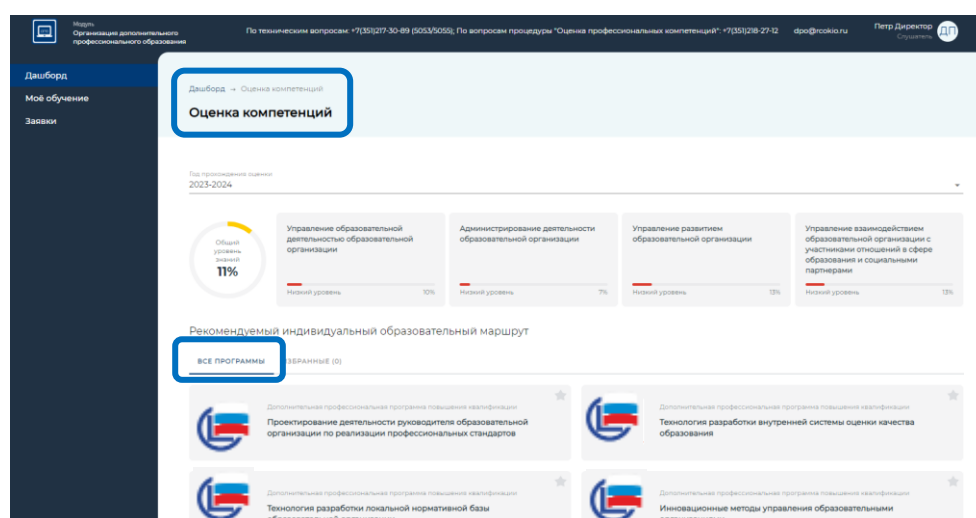 Модуль
Организация дополнительного
профессионального образования
По техническим вопросам: +7(351)217-30-89 (5053/5055); По вопросам процедуры "Оценка профессиональных компетенций": +7(351)218-27-12
dpo@rcokio.ru
Петр Директор
Слушатель
ДП
Дашборд
Моё обучение
Заявки
Дашборд → Оценка компетенций
Оценка компетенций
Год прохождения оценки
2023-2024
Общий
уровень
знаний
11%
Управление образовательной
деятельностью образовательной
организации
Низкий уровень 10%
Администрирование деятельности
образовательной организации
Низкий уровень 7%
Управление развитием
образовательной организации
Низкий уровень 13%
Управление взаимодействием
образовательной организации с
участниками отношений в сфере
образования и социальными
партнерами
Низкий уровень 13%
Рекомендуемый индивидуальный образовательный маршрут
ВСЕ ПРОГРАММЫ
ИЗБРАННЫЕ (0)
Дополнительная профессиональная программа повышения квалификации
Проектирование деятельности руководителя образовательной
организации по реализации профессиональных стандартов
Дополнительная профессиональная программа повышения квалификации
Технология разработки внутренней системы оценки качества
образования
Дополнительная профессиональная программа повышения квалификации
Технология разработки локальной нормативной базы
Дополнительная профессиональная программа повышения квалификации
Инновационные методы управления образовательными